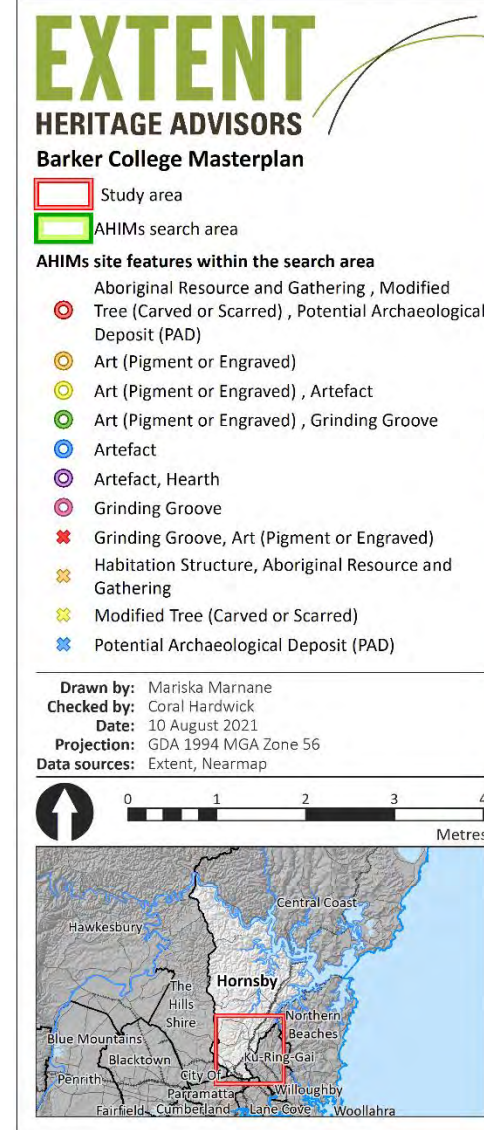 EXTENT
HERITAGE ADVISORS
Barker College Masterplan
Study area
AHIMs search area
AHIMs site features within the search area
Aboriginal Resource and Gathering , Modified
Tree (Carved or Scarred) , Potential Archaeological
Deposit (PAD)
Art (Pigment or Engraved)
Art (Pigment or Engraved) , Artefact
Art (Pigment or Engraved) , Grinding Groove
Artefact
Artefact, Hearth
Grinding Groove
Grinding Groove, Art (Pigment or Engraved)
Habitation Structure, Aboriginal Resource and
Gathering
Modified Tree (Carved or Scarred)
Potential Archaeological Deposit (PAD)
Drawn by: Mariska Marnane
Checked by: Coral Hardwick
Date: 10 August 2021
Projection: GDA 1994 MGA Zone 56
Data sources: Extent, Nearmap
0 1 2 3 4
Metres
Central Coast
Hawkesbury
Hornsby
The
Hills
Shire
Northern
Beaches
Blue Mountains
Ku-Ring-Gai
Blacktown
City Of
Penrith
Parramatta
Willoughby
Fairfield
Cumberland
Lane Cove
Woollahra